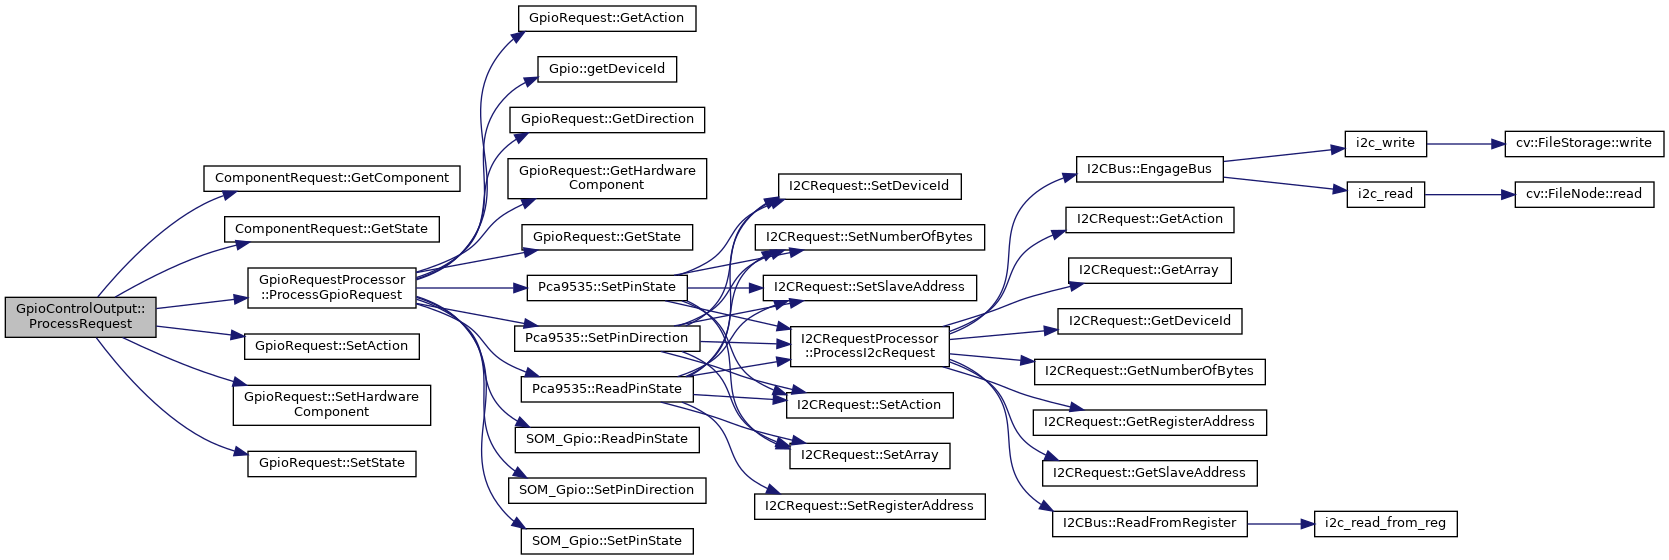 GpioControlOutput::
ProcessRequest
ComponentRequest::GetComponent
ComponentRequest::GetState
GpioRequestProcessor
::ProcessGpioRequest
GpioRequest::SetAction
GpioRequest::SetHardware
Component
GpioRequest::SetState
GpioRequest::GetAction
Gpio::getDeviceId
GpioRequest::GetDirection
GpioRequest::GetHardware
Component
GpioRequest::GetState
Pca9535::SetPinState
Pca9535::SetPinDirection
Pca9535::ReadPinState
SOM_Gpio::ReadPinState
SOM_Gpio::SetPinDirection
SOM_Gpio::SetPinState
I2CRequest::SetDeviceId
I2CRequest::SetNumberOfBytes
I2CRequest::SetSlaveAddress
I2CRequestProcessor
::ProcessI2cRequest
I2CRequest::SetAction
I2CRequest::SetArray
I2CRequest::SetRegisterAddress
I2CBus::EngageBus
I2CRequest::GetAction
I2CRequest::GetArray
I2CRequest::GetDeviceId
I2CRequest::GetNumberOfBytes
I2CRequest::GetRegisterAddress
I2CRequest::GetSlaveAddress
I2CBus::ReadFromRegister
i2c_write
i2c_read
i2c_read_from_reg
cv::FileStorage::write
cv::FileNode::read